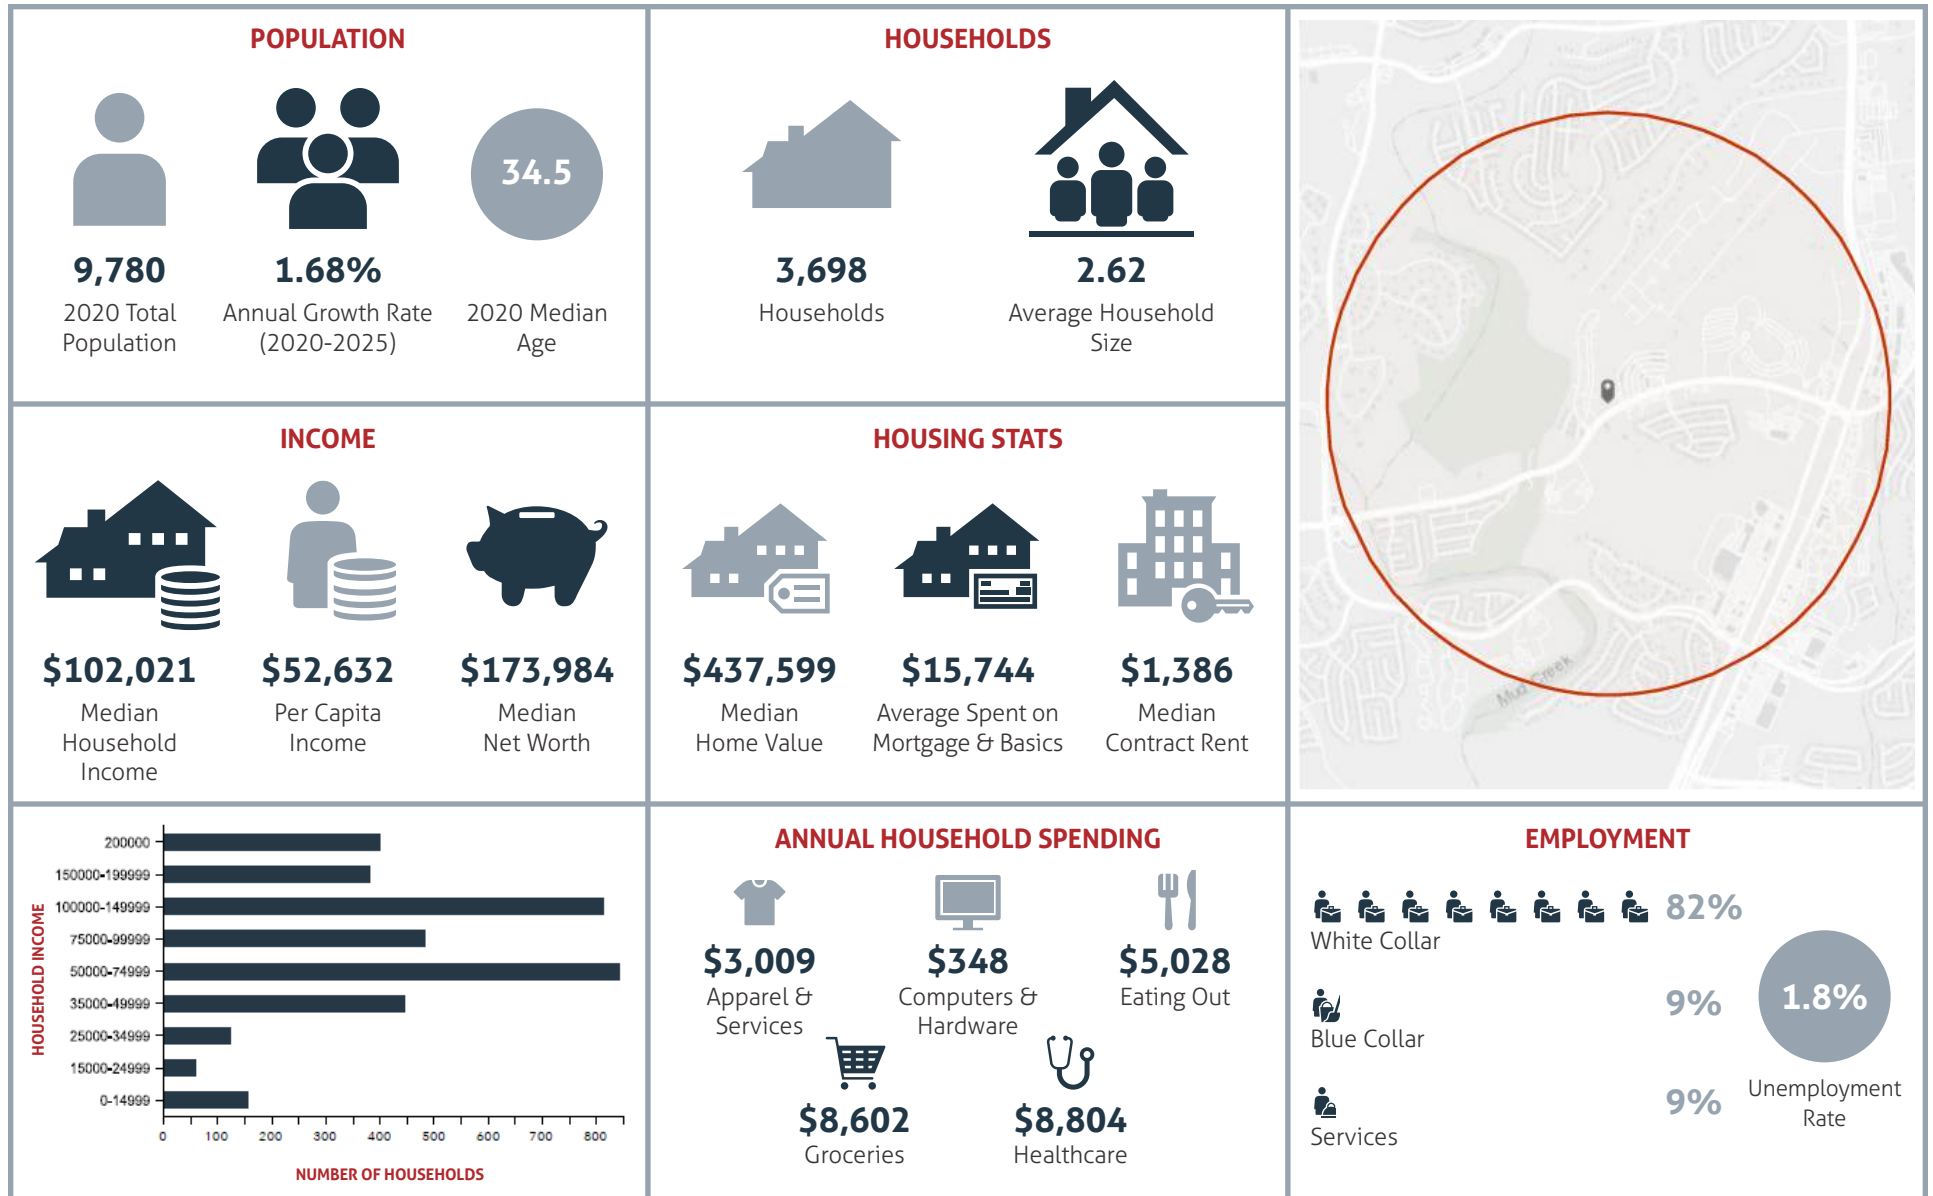 POPULATION
34.5
9,780
2020 Total
Population
1.68%
Annual Growth Rate
(2020-2025)
2020 Median
Age
HOUSEHOLDS
3,698
Households
2.62
Average Household
Size
Mud Creek
INCOME
$102,021
Median
Household
Income
$52,632
Per Capita
Income
$173,984
Median
Net Worth
HOUSING STATS
$437,599
Median
Home Value
$15,744
Average Spent on
Mortgage & Basics
$1,386
Median
Contract Rent
HOUSEHOLD INCOME
200000
150000-199999
100000-149999
75000-99999
50000-74999
35000-49999
25000-34999
15000-24999
0-14999
0 100 200 300 400 500 600 700 800
NUMBER OF HOUSEHOLDS
ANNUAL HOUSEHOLD SPENDING
$3,009
Apparel &
Services
$348
Computers &
Hardware
$5,028
Eating Out
$8,602
Groceries
$8,804
Healthcare
EMPLOYMENT
82%
White Collar
9%
Blue Collar
9%
Services
1.8%
Unemployment
Rate